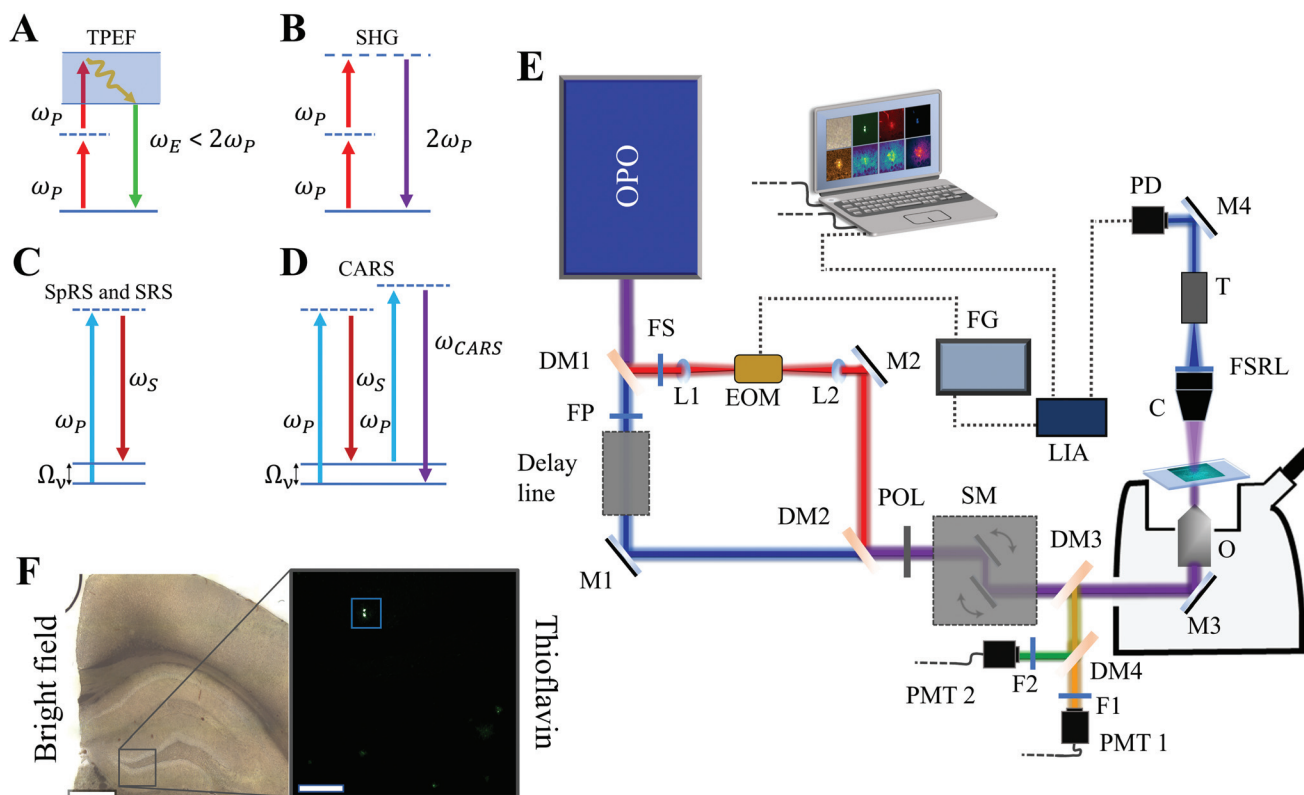 A
TPEF
ω_P
ω_E < 2ω_P
ω_P
B
SHG
ω_P
2ω_P
ω_P
C
SpRS and SRS
ω_S
ω_P
Ω_ν
D
CARS
ω_CARS
ω_S
ω_P
ω_P
Ω_ν
E
OPO
PD
M4
T
FS
FG
DM1
M2
FSRL
L1
EOM
L2
C
FP
LIA
Delay
line
POL
SM
DM2
DM3
O
M1
M3
DM4
PMT 2
F2
F1
PMT 1
F
Bright field
Thioflavin